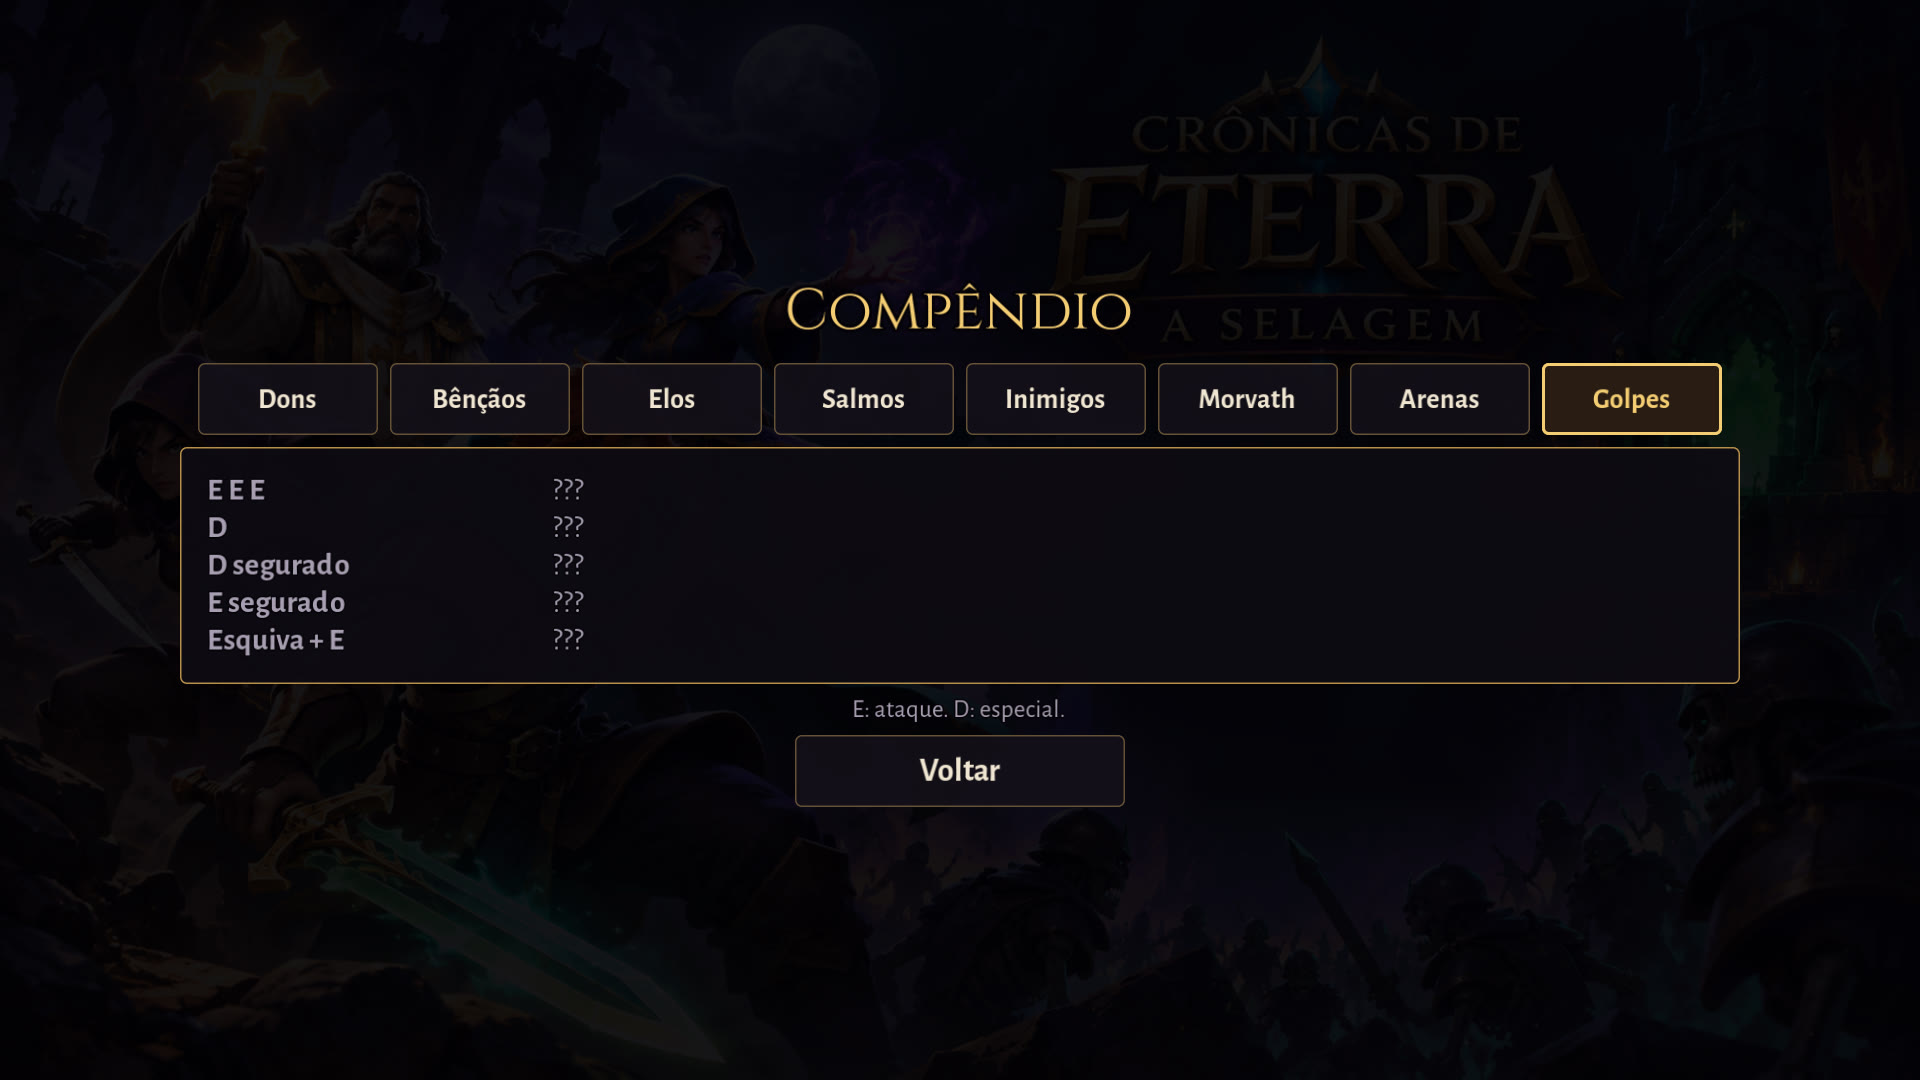 CRÔNICAS DE
ETERRA
A SELAGEM
COMPÊNDIO
Dons
Bênçãos
Elos
Salmos
Inimigos
Morvath
Arenas
Golpes
E E E ???
D ???
D segurado ???
E segurado ???
Esquiva + E ???
E: ataque. D: especial.
Voltar